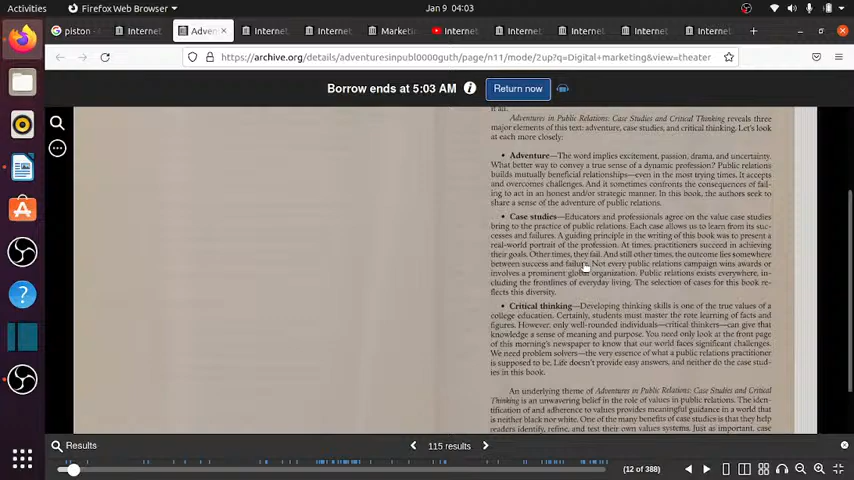 Activities
Firefox Web Browser
Jan 9 04:03
piston -
Internet
Adven
Internet
Internet
Marketi
Internet
Internet
Internet
Internet
Internet
https://archive.org/details/adventuresinpubl0000guth/page/n11/mode/2up?q=Digital+marketing&view=theater
Borrow ends at 5:03 AM
Return now
it all.
Adventures in Public Relations: Case Studies and Critical Thinking reveals three
major elements of this text: adventure, case studies, and critical thinking. Let's look
at each more closely:
• Adventure—The word implies excitement, passion, drama, and uncertainty.
What better way to convey a true sense of a dynamic profession? Public relations
builds mutually beneficial relationships—even in the most trying times. It accepts
and overcomes challenges. And it sometimes confronts the consequences of fail-
ing to act in an honest and/or strategic manner. In this book, the authors seek to
share a sense of the adventure of public relations.
• Case studies—Educators and professionals agree on the value case studies
bring to the practice of public relations. Each case allows us to learn from its suc-
cesses and failures. A guiding principle in the writing of this book was to present a
real-world portrait of the profession. At times, practitioners succeed in achieving
their goals. Other times, they fail. And still other times, the outcome lies somewhere
between success and failure. Not every public relations campaign wins awards or
involves a prominent global organization. Public relations exists everywhere, in-
cluding the frontlines of everyday living. The selection of cases for this book re-
flects this diversity.
• Critical thinking—Developing thinking skills is one of the true values of a
college education. Certainly, students must master the rote learning of facts and
figures. However, only well-rounded individuals—critical thinkers—can give that
knowledge a sense of meaning and purpose. You need only look at the front page
of this morning's newspaper to know that our world faces significant challenges.
We need problem solvers—the very essence of what a public relations practitioner
is supposed to be. Life doesn't provide easy answers, and neither do the case stud-
ies in this book.
An underlying theme of Adventures in Public Relations: Case Studies and Critical
Thinking is an unwavering belief in the role of values in public relations. The iden-
tification of and adherence to values provides meaningful guidance in a world that
is neither black nor white. One of the many benefits of case studies is that they help
readers identify, refine, and test their own values systems. Just as important, case
Results
115 results
(12 of 388)